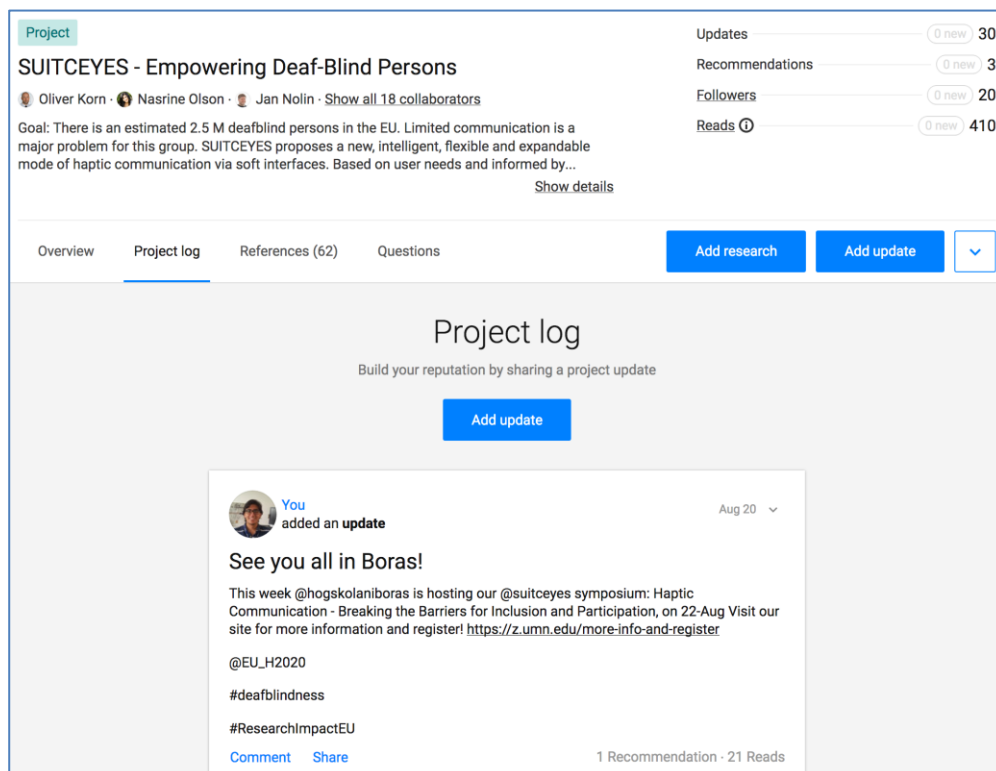 Project
SUITCEYES - Empowering Deaf-Blind Persons
Oliver Korn · Nasrine Olson · Jan Nolin · Show all 18 collaborators
Goal: There is an estimated 2.5 M deafblind persons in the EU. Limited communication is a
major problem for this group. SUITCEYES proposes a new, intelligent, flexible and expandable
mode of haptic communication via soft interfaces. Based on user needs and informed by...
Show details
Updates 0 new 30
Recommendations 0 new 3
Followers 0 new 20
Reads 0 new 410
Overview Project log References (62) Questions Add research Add update
Project log
Build your reputation by sharing a project update
Add update
You
added an update
Aug 20
See you all in Boras!
This week @hogskolaniboras is hosting our @suitceyes symposium: Haptic
Communication - Breaking the Barriers for Inclusion and Participation, on 22-Aug Visit our
site for more information and register! https://z.umn.edu/more-info-and-register
@EU_H2020
#deafblindness
#ResearchImpactEU
Comment Share 1 Recommendation · 21 Reads